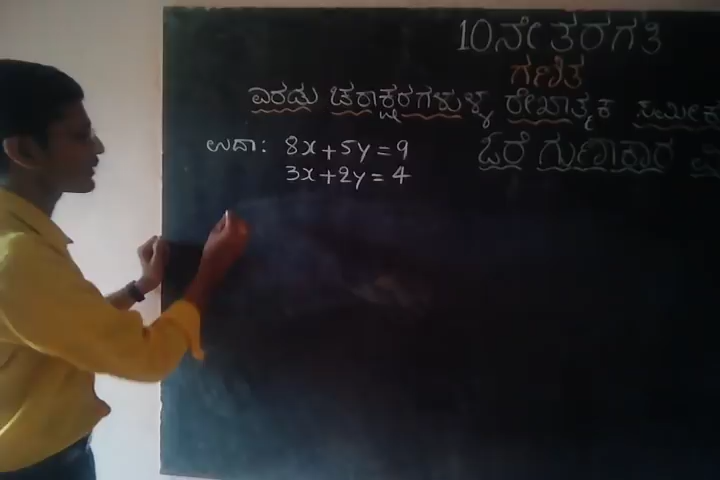 10ನೇ ತರಗತಿ
ಗಣಿತ
ಎರಡು ಚರಾಕ್ಷರಗಳುಳ್ಳ ರೇಖಾತ್ಮಕ
ಓರೆ ಗುಣಾಕಾರ
ಉದಾ: 8x+5y=9
3x+2y=4